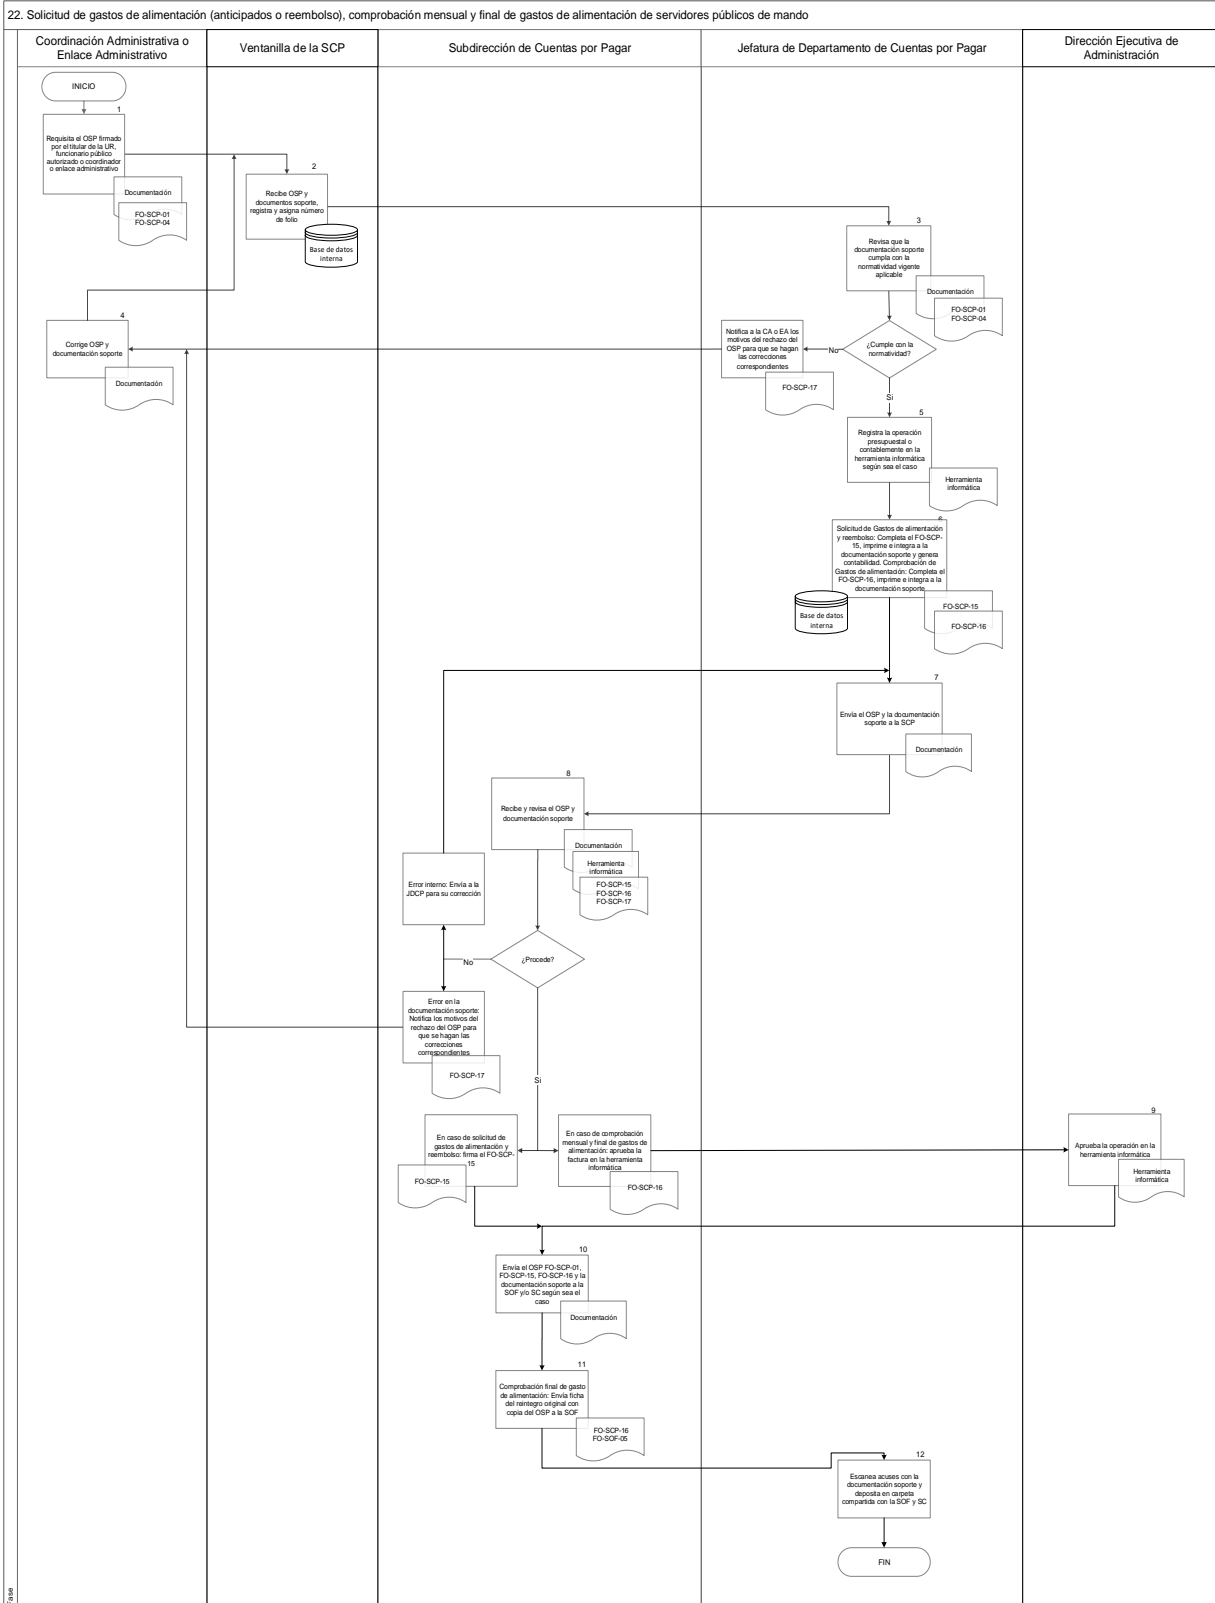 22. Solicitud de gastos de alimentación (anticipados o reembolso), comprobación mensual y final de gastos de alimentación de servidores públicos de mando
Coordinación Administrativa o
Enlace Administrativo
Ventanilla de la SCP
Subdirección de Cuentas por Pagar
Jefatura de Departamento de Cuentas por Pagar
Dirección Ejecutiva de
Administración
INICIO
1
Requisita el OSP firmado
por el titular de la UR,
funcionario público
autorizado o coordinador
o enlace administrativo
Documentación
FO-SCP-01
FO-SCP-04
2
Recibe OSP y
documentos soporte,
registra y asigna número
de folio
Base de datos
interna
3
Revisa que la
documentación soporte
cumpla con la
normatividad vigente
aplicable
Documentación
FO-SCP-01
FO-SCP-04
4
Corrige OSP y
documentación soporte
Documentación
Notifica a la CA o EA los
motivos del rechazo del
OSP para que se hagan
las correcciones
correspondientes
FO-SCP-17
No
¿Cumple con la
normatividad?
Si
5
Registra la operación
presupuestal o
contablemente en la
herramienta informática
según sea el caso
Herramienta
informática
6
Solicitud de Gastos de alimentación
y reembolso: Completa el FO-SCP-
15, imprime e integra a la
documentación soporte y genera
contabilidad. Comprobación de
Gastos de alimentación: Completa el
FO-SCP-16, imprime e integra a la
documentación soporte
Base de datos
interna
FO-SCP-15
FO-SCP-16
7
Envía el OSP y la documentación
soporte a la SCP
Documentación
8
Recibe y revisa el OSP y
documentación soporte
Documentación
Herramienta
informática
FO-SCP-15
FO-SCP-16
FO-SCP-17
Error interno: Envía a la
JDCP para su corrección
No
¿Procede?
Error en la
documentación soporte:
Notifica los motivos del
rechazo del OSP para
que se hagan las
correcciones
correspondientes
FO-SCP-17
Si
En caso de solicitud de
gastos de alimentación y
reembolso: firma el FO-SCP-
15
FO-SCP-15
En caso de comprobación
mensual y final de gastos de
alimentación: aprueba la
factura en la herramienta
informática
FO-SCP-16
9
Aprueba la operación en la
herramienta informática
Herramienta
informática
10
Envía el OSP FO-SCP-01,
FO-SCP-15, FO-SCP-16 y la
documentación soporte a la
SOF y/o SC según sea el
caso
Documentación
11
Comprobación final de gasto
de alimentación: Envía ficha
del reintegro original con
copia del OSP a la SOF
FO-SCP-16
FO-SOF-05
12
Escanea acuses con la
documentación soporte y
deposita en carpeta
compartida con la SOF y SC
FIN
Fase